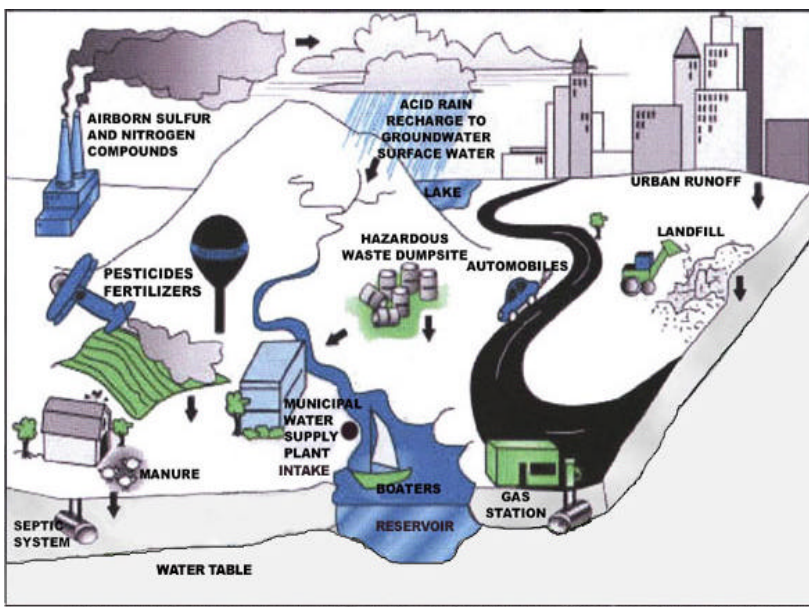 AIRBORN SULFUR
AND NITROGEN
COMPOUNDS
ACID RAIN
RECHARGE TO
GROUNDWATER
SURFACE WATER
LAKE
URBAN RUNOFF
LANDFILL
HAZARDOUS
WASTE DUMPSITE
AUTOMOBILES
PESTICIDES
FERTILIZERS
MUNICIPAL
WATER
SUPPLY
PLANT
INTAKE
MANURE
BOATERS
GAS
STATION
SEPTIC
SYSTEM
RESERVOIR
WATER TABLE